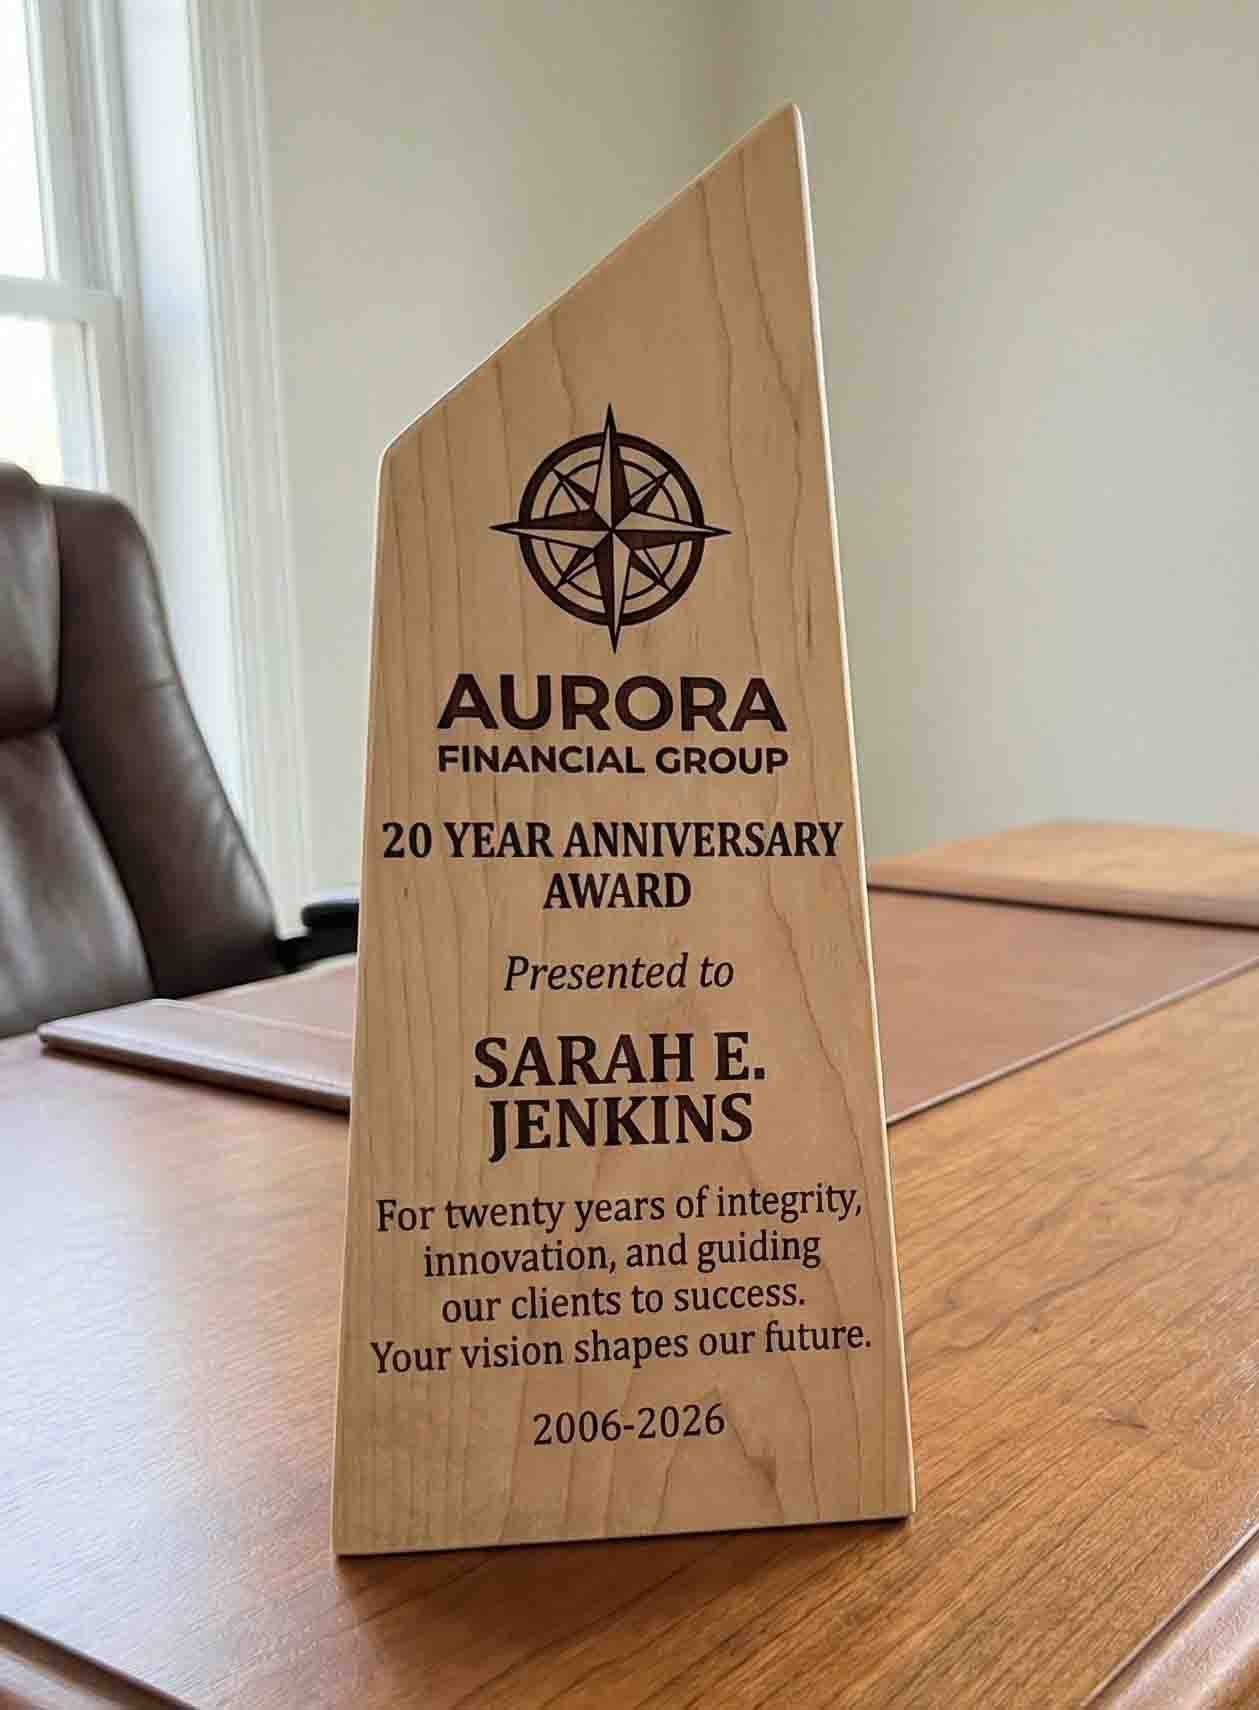 AURORA
FINANCIAL GROUP
20 YEAR ANNIVERSARY
AWARD
Presented to
SARAH E.
JENKINS
For twenty years of integrity,
innovation, and guiding
our clients to success.
Your vision shapes our future.
2006-2026